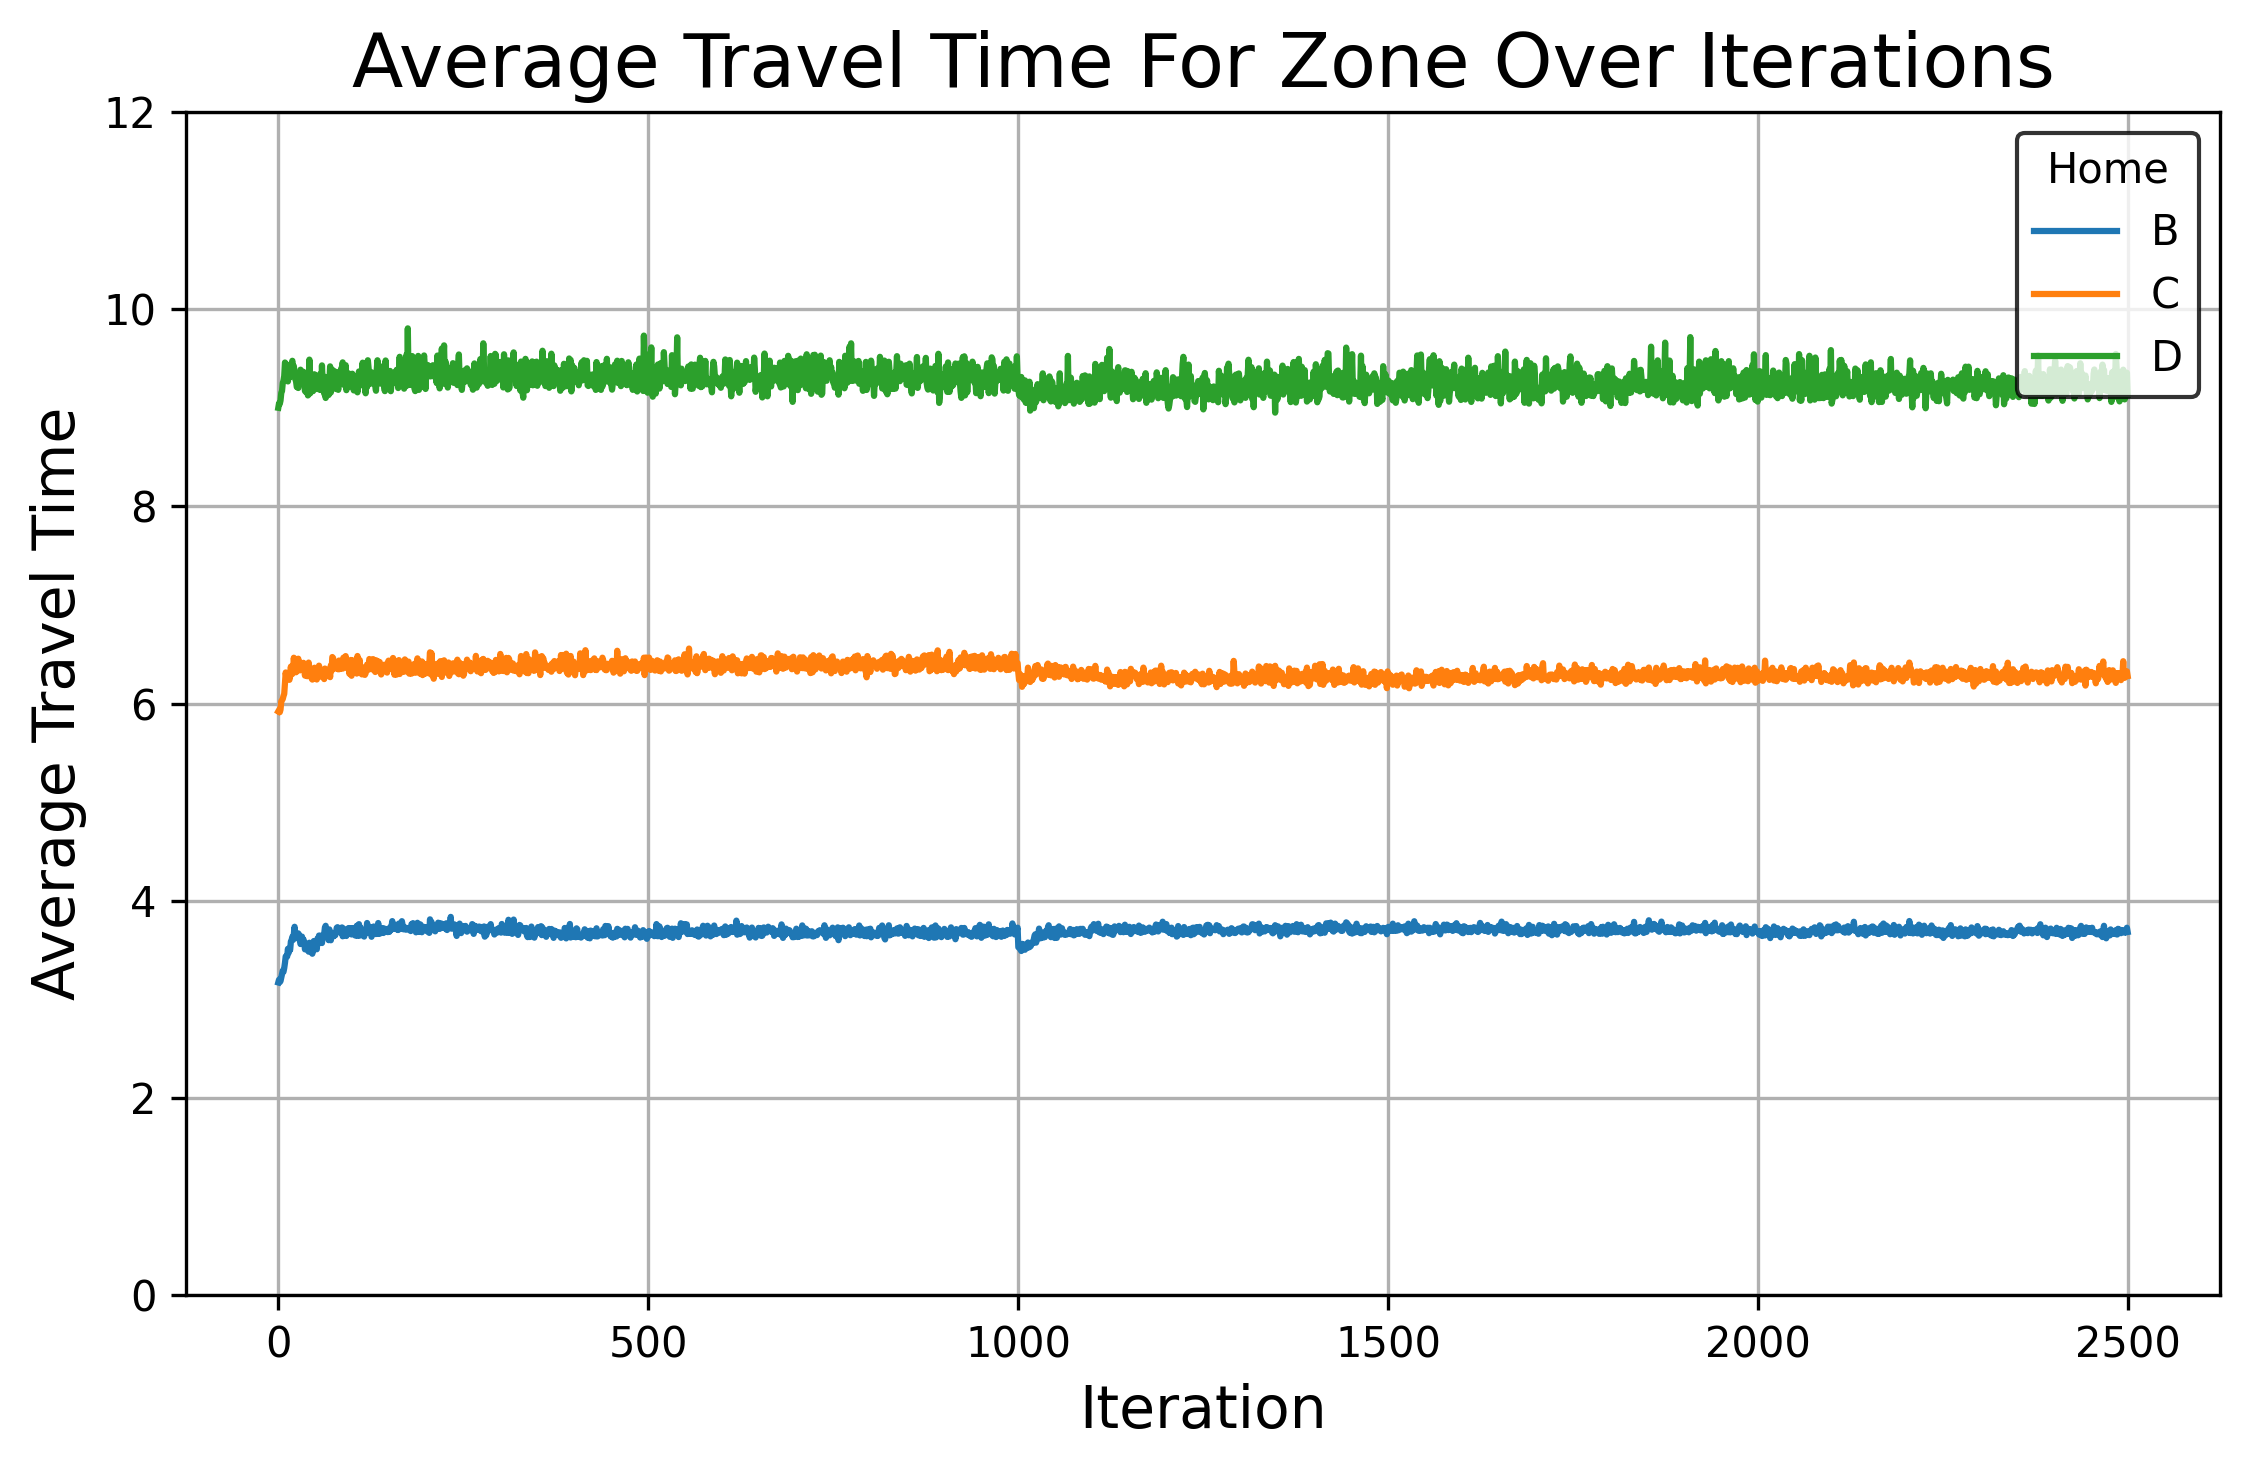 Average Travel Time For Zone Over Iterations
12
10
8
6
4
2
0
Average Travel Time
Home
B
C
D
0 500 1000 1500 2000 2500
Iteration